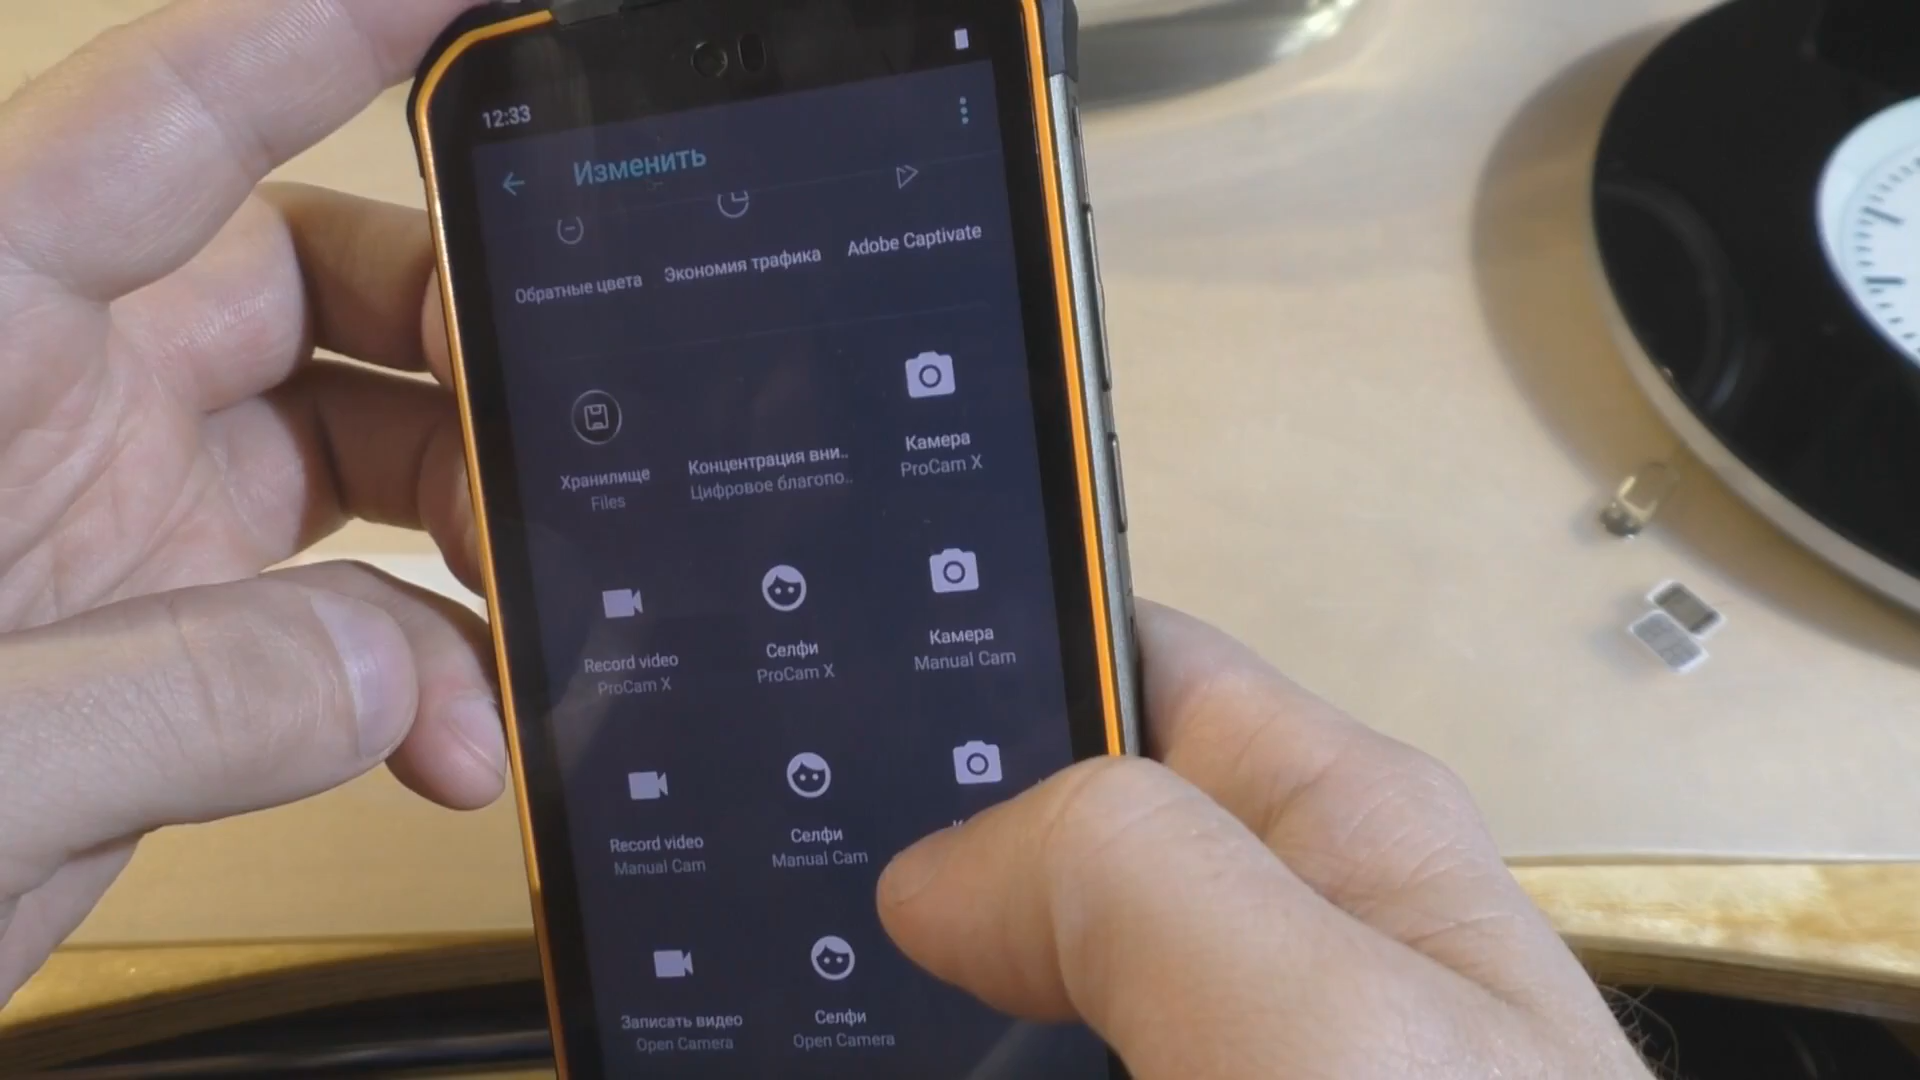 12:33
Изменить
Обратные цвета
Экономия трафика
Adobe Captivate
Хранилище
Files
Концентрация вни..
Цифровое благопо..
Камера
ProCam X
Record video
ProCam X
Селфи
ProCam X
Камера
Manual Cam
Record video
Manual Cam
Селфи
Manual Cam
Записать видео
Open Camera
Селфи
Open Camera